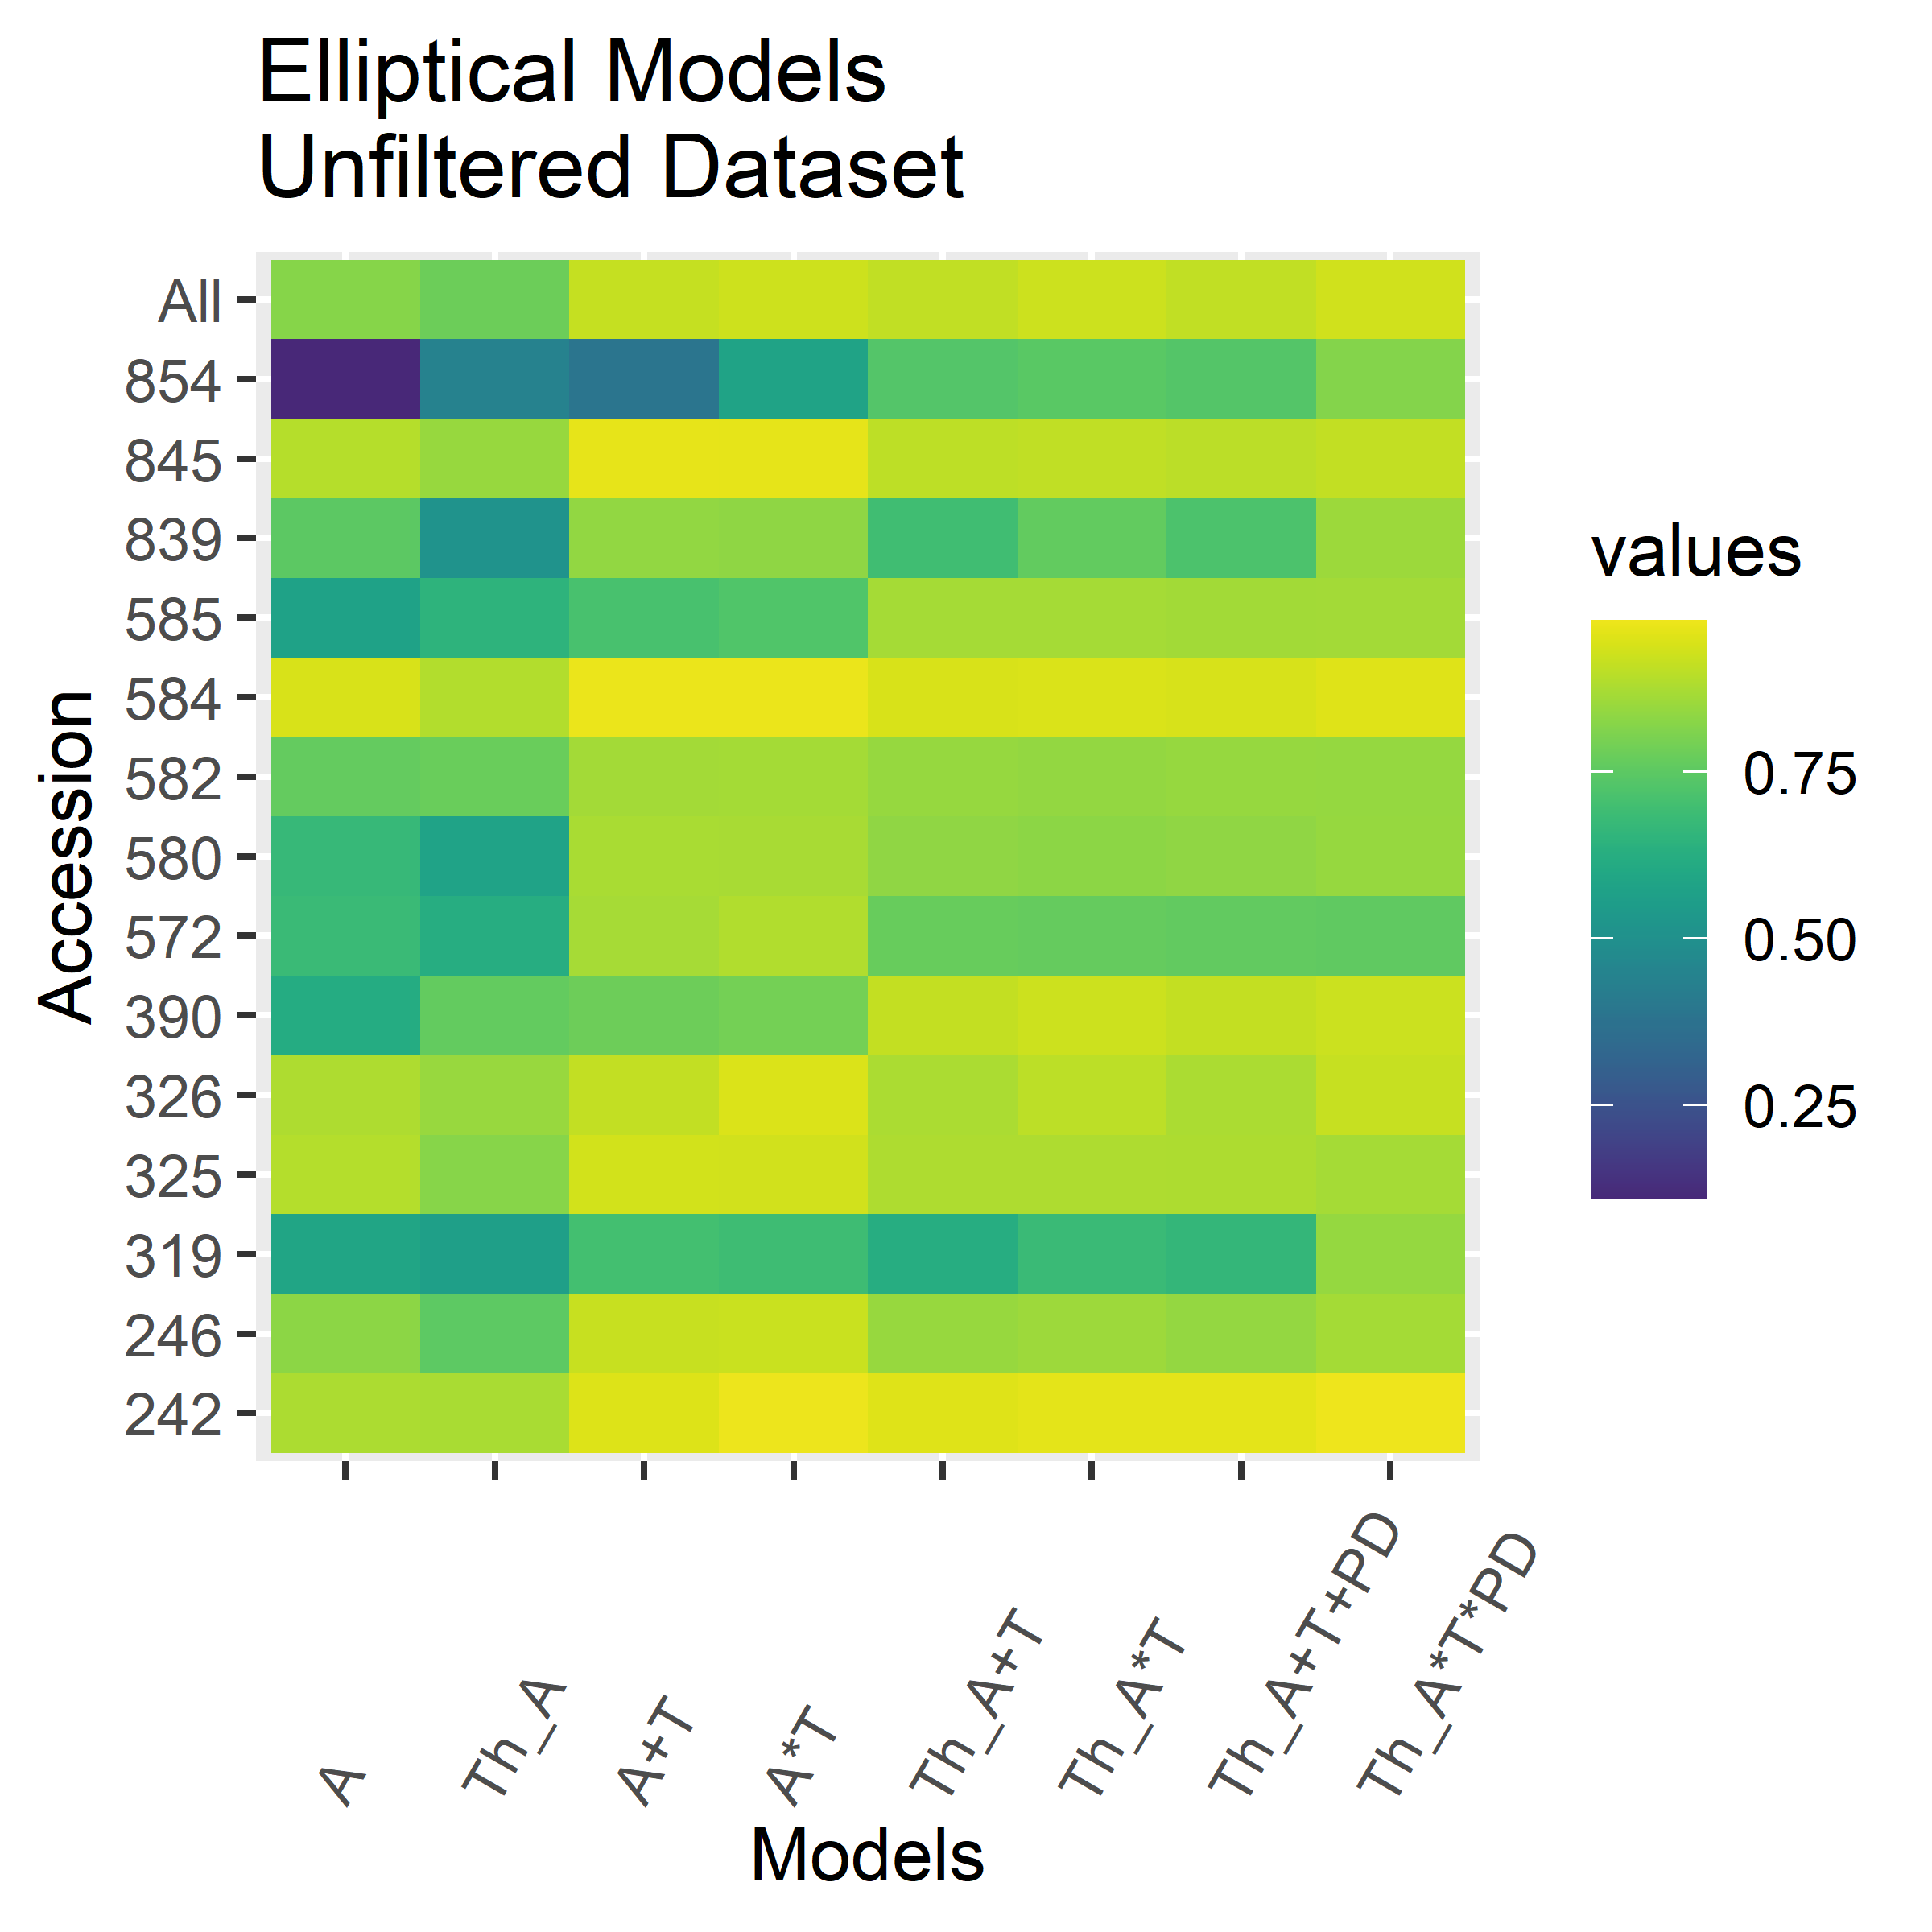 Elliptical Models
Unfiltered Dataset
All
854
845
839
585
584
582
580
572
390
326
325
319
246
242
Accession
A
Th_A
A+T
A*T
Th_A+T
Th_A*T
Th_A+T+PD
Th_A*T*PD
Models
values
0.75
0.50
0.25